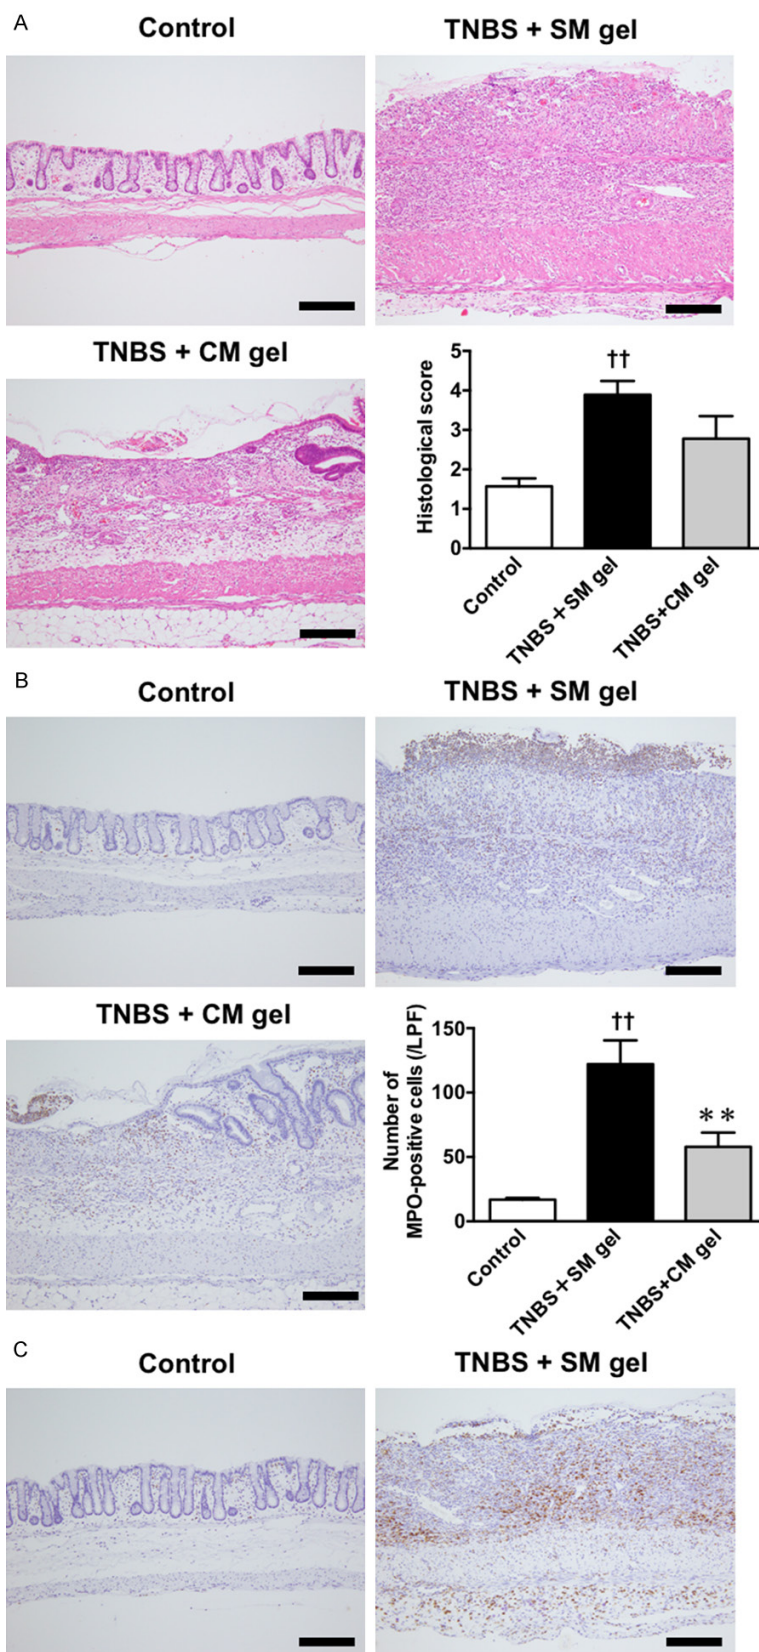 A
Control
TNBS + SM gel
TNBS + CM gel
Histological score
5
4
3
2
1
0
††
Control
TNBS+SM gel
TNBS+CM gel
B
Control
TNBS + SM gel
TNBS + CM gel
Number of
MPO-positive cells (/LPF)
150
100
50
0
††
**
Control
TNBS+SM gel
TNBS+CM gel
C
Control
TNBS + SM gel